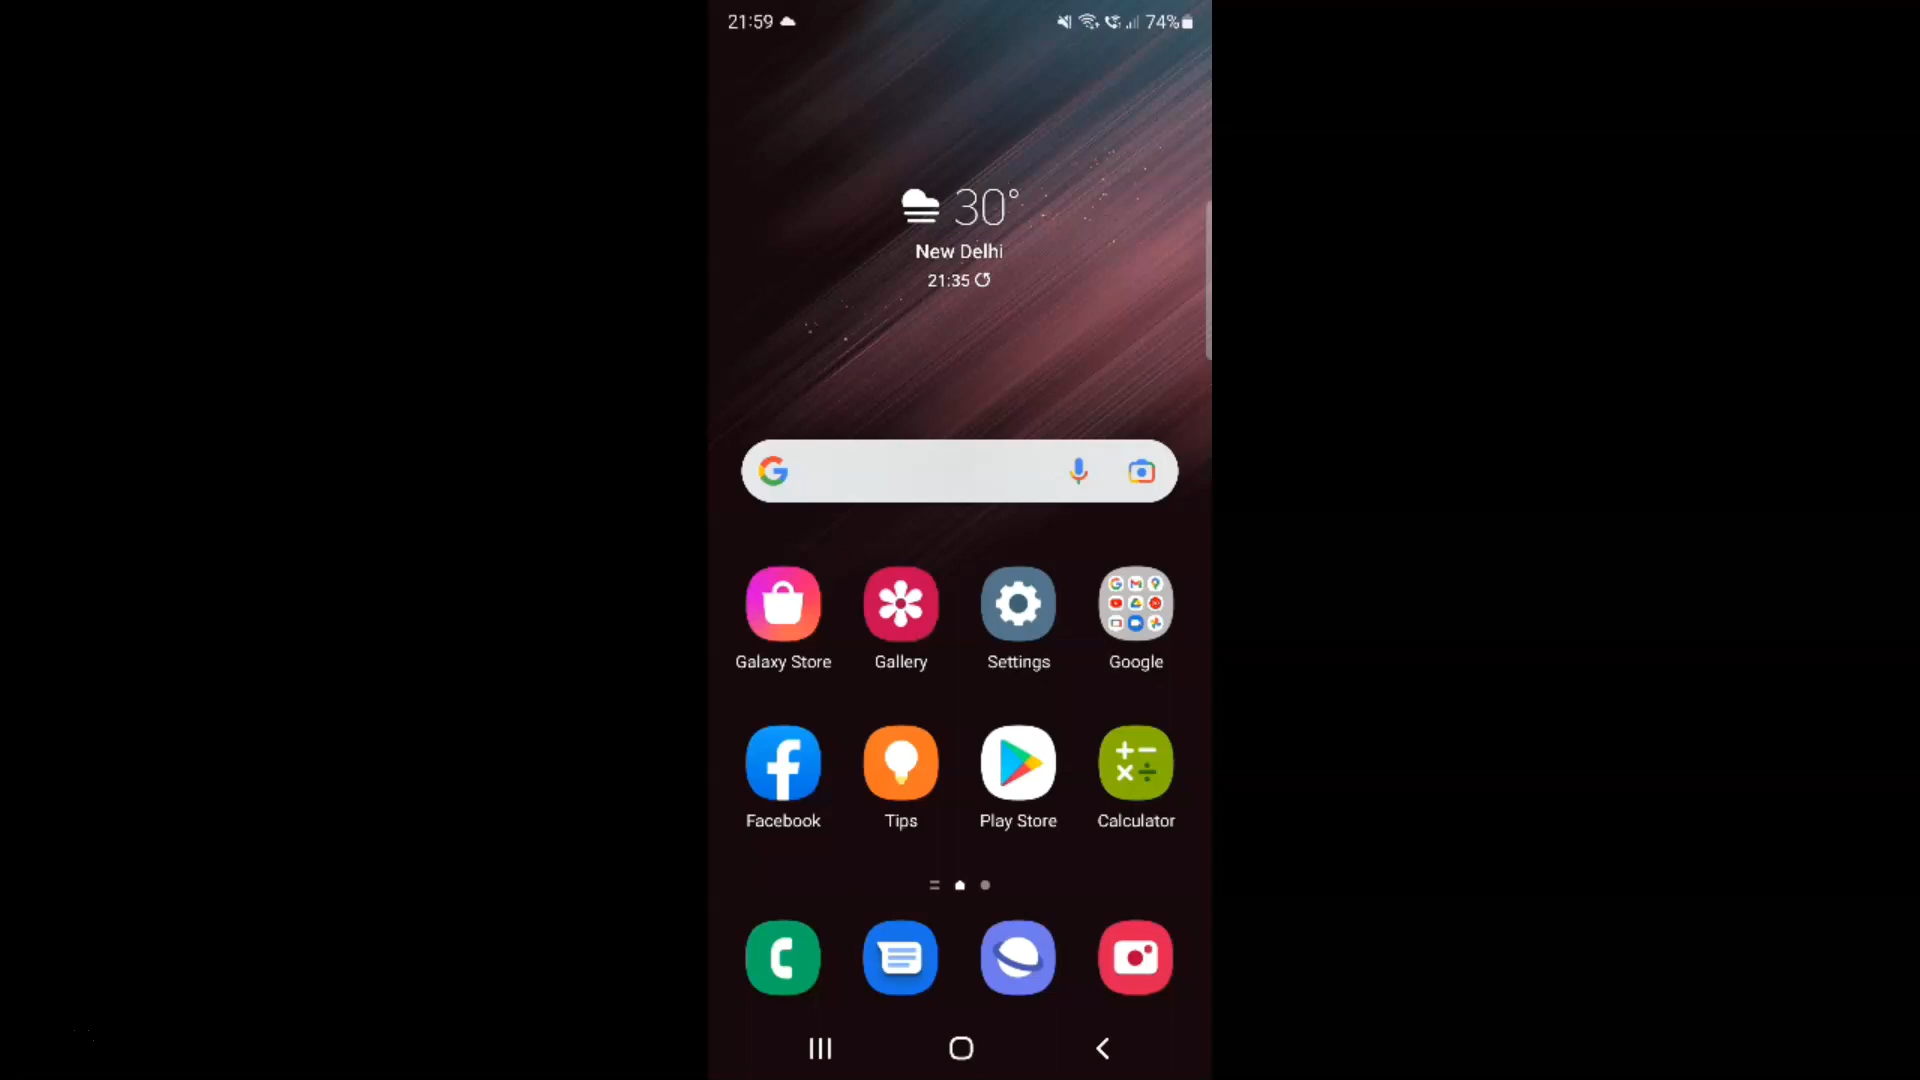 21:59 74%
30°
New Delhi
21:35
Galaxy Store Gallery Settings Google
Facebook Tips Play Store Calculator